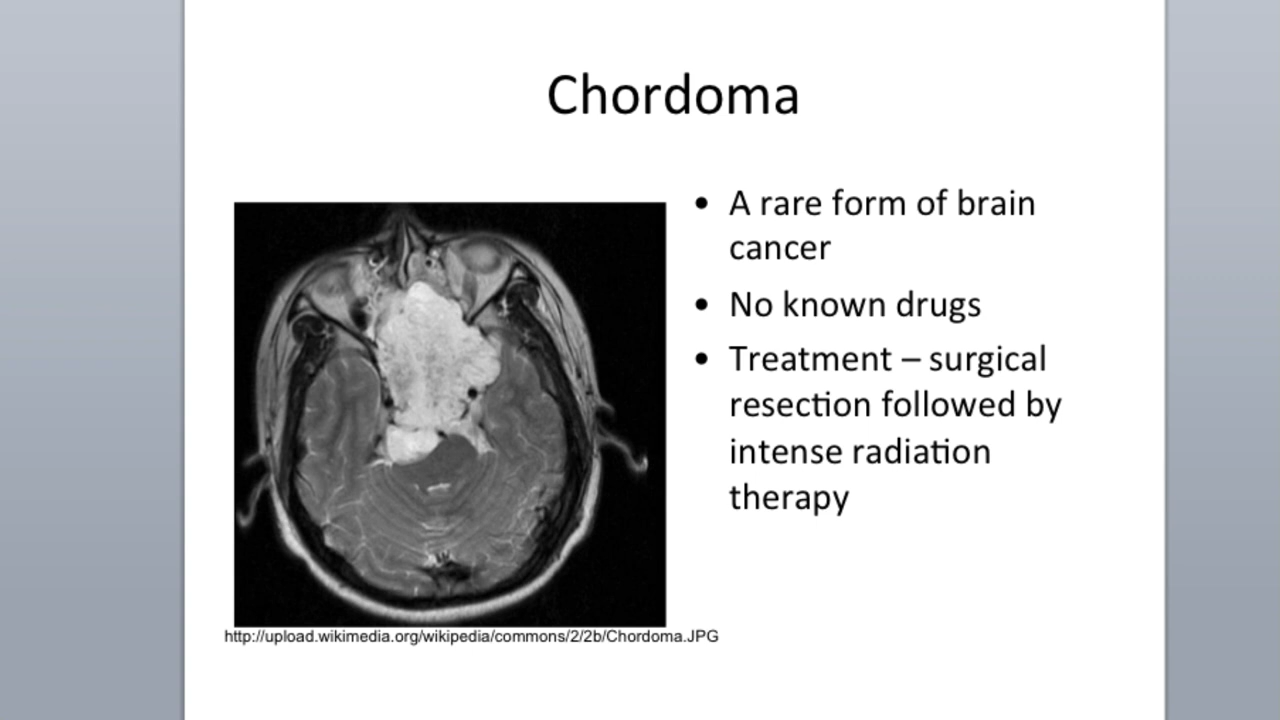 Chordoma
• A rare form of brain
cancer
• No known drugs
• Treatment – surgical
resection followed by
intense radiation
therapy
http://upload.wikimedia.org/wikipedia/commons/2/2b/Chordoma.JPG